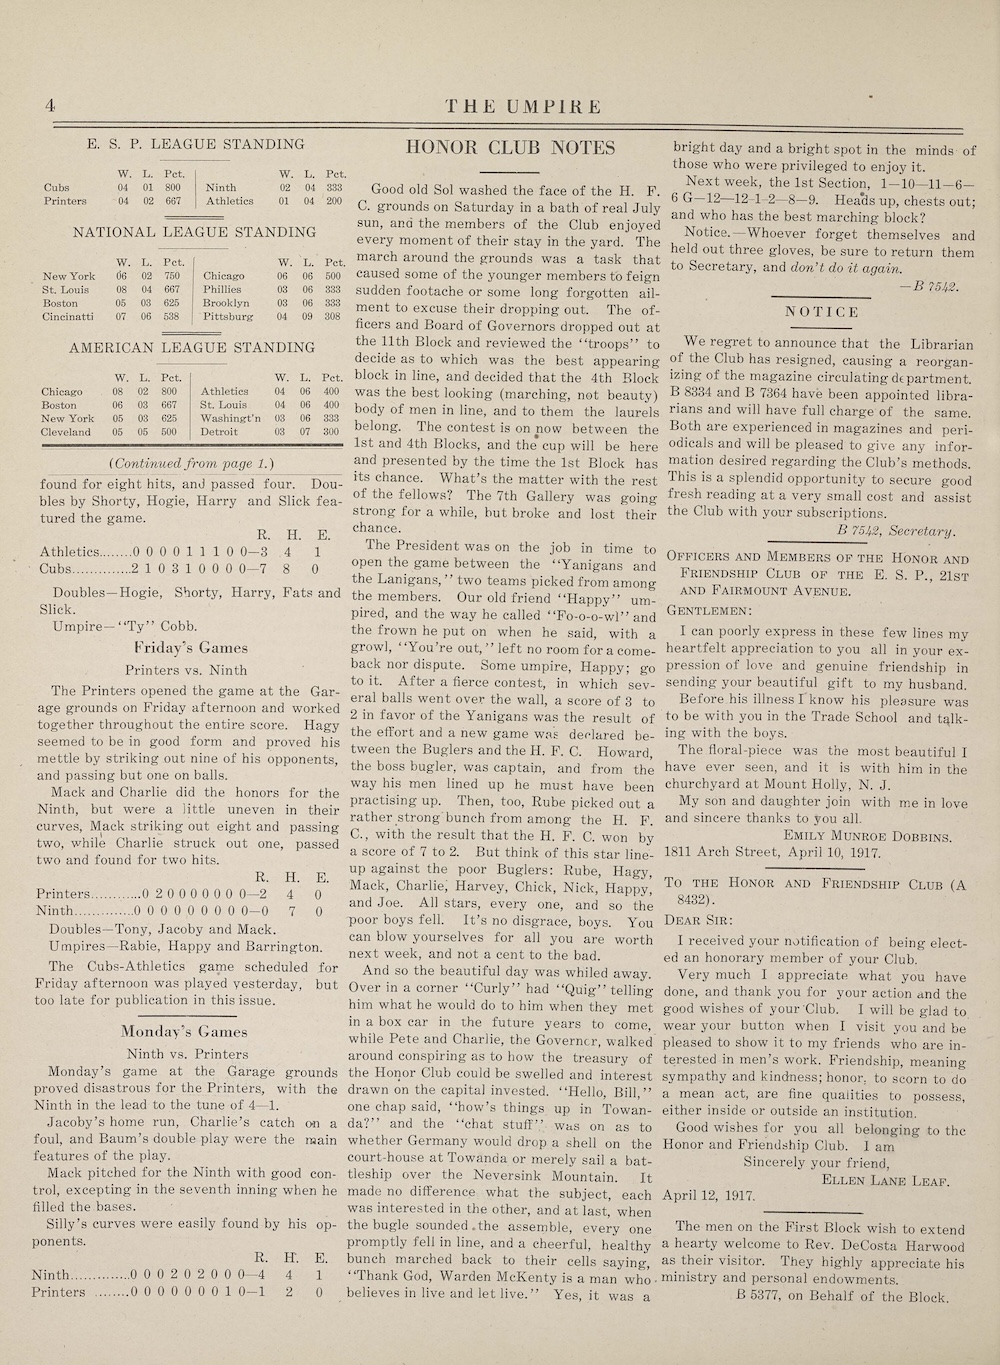 4
THE UMPIRE
E. S. P. LEAGUE STANDING
W. L. Pct. W. L. Pct.
Cubs 04 01 800 Ninth 02 04 333
Printers 04 02 667 Athletics 01 04 200
NATIONAL LEAGUE STANDING
W. L. Pct. W. L. Pct.
New York 06 02 750 Chicago 06 06 500
St. Louis 08 04 667 Phillies 03 06 333
Boston 05 03 625 Brooklyn 03 06 333
Cincinatti 07 06 538 Pittsburg 04 09 308
AMERICAN LEAGUE STANDING
W. L. Pct. W. L. Pct.
Chicago 08 02 800 Athletics 04 06 400
Boston 06 03 667 St. Louis 04 06 400
New York 05 03 625 Washingt'n 03 06 333
Cleveland 05 05 500 Detroit 03 07 300
(Continued from page 1.)
found for eight hits, and passed four. Dou-
bles by Shorty, Hogie, Harry and Slick fea-
tured the game.
R. H. E.
Athletics........0 0 0 0 1 1 1 0 0—3 4 1
Cubs.............2 1 0 3 1 0 0 0 0—7 8 0
Doubles—Hogie, Shorty, Harry, Fats and
Slick.
Umpire—“Ty” Cobb.
Friday's Games
Printers vs. Ninth
The Printers opened the game at the Gar-
age grounds on Friday afternoon and worked
together throughout the entire score. Hagy
seemed to be in good form and proved his
mettle by striking out nine of his opponents,
and passing but one on balls.
Mack and Charlie did the honors for the
Ninth, but were a little uneven in their
curves, Mack striking out eight and passing
two, while Charlie struck out one, passed
two and found for two hits.
R. H. E.
Printers............0 2 0 0 0 0 0 0 0—2 4 0
Ninth..............0 0 0 0 0 0 0 0 0—0 7 0
Doubles—Tony, Jacoby and Mack.
Umpires—Rabie, Happy and Barrington.
The Cubs-Athletics game scheduled for
Friday afternoon was played yesterday, but
too late for publication in this issue.
Monday's Games
Ninth vs. Printers
Monday's game at the Garage grounds
proved disastrous for the Printers, with the
Ninth in the lead to the tune of 4—1.
Jacoby's home run, Charlie's catch on a
foul, and Baum's double play were the main
features of the play.
Mack pitched for the Ninth with good con-
trol, excepting in the seventh inning when he
filled the bases.
Silly's curves were easily found by his op-
ponents.
R. H. E.
Ninth..............0 0 0 2 0 2 0 0 0—4 4 1
Printers ........0 0 0 0 0 0 0 1 0—1 2 0
HONOR CLUB NOTES
Good old Sol washed the face of the H. F.
C. grounds on Saturday in a bath of real July
sun, and the members of the Club enjoyed
every moment of their stay in the yard. The
march around the grounds was a task that
caused some of the younger members to feign
sudden footache or some long forgotten ail-
ment to excuse their dropping out. The of-
ficers and Board of Governors dropped out at
the 11th Block and reviewed the “troops” to
decide as to which was the best appearing
block in line, and decided that the 4th Block
was the best looking (marching, not beauty)
body of men in line, and to them the laurels
belong. The contest is on now between the
1st and 4th Blocks, and the cup will be here
and presented by the time the 1st Block has
its chance. What's the matter with the rest
of the fellows? The 7th Gallery was going
strong for a while, but broke and lost their
chance.
The President was on the job in time to
open the game between the “Yanigans and
the Lanigans,” two teams picked from among
the members. Our old friend “Happy” um-
pired, and the way he called “Fo-o-o-wl” and
the frown he put on when he said, with a
growl, “You're out,” left no room for a come-
back nor dispute. Some umpire, Happy; go
to it. After a fierce contest, in which sev-
eral balls went over the wall, a score of 3 to
2 in favor of the Yanigans was the result of
the effort and a new game was declared be-
tween the Buglers and the H. F. C. Howard,
the boss bugler, was captain, and from the
way his men lined up he must have been
practising up. Then, too, Rube picked out a
rather strong bunch from among the H. F.
C., with the result that the H. F. C. won by
a score of 7 to 2. But think of this star line-
up against the poor Buglers: Rube, Hagy,
Mack, Charlie, Harvey, Chick, Nick, Happy,
and Joe. All stars, every one, and so the
poor boys fell. It's no disgrace, boys. You
can blow yourselves for all you are worth
next week, and not a cent to the bad.
And so the beautiful day was whiled away.
Over in a corner “Curly” had “Quig” telling
him what he would do to him when they met
in a box car in the future years to come,
while Pete and Charlie, the Governor, walked
around conspiring as to how the treasury of
the Honor Club could be swelled and interest
drawn on the capital invested. “Hello, Bill,”
one chap said, “how's things up in Towan-
da?” and the “chat stuff” was on as to
whether Germany would drop a shell on the
court-house at Towanda or merely sail a bat-
tleship over the Neversink Mountain. It
made no difference what the subject, each
was interested in the other, and at last, when
the bugle sounded the assemble, every one
promptly fell in line, and a cheerful, healthy
bunch marched back to their cells saying,
“Thank God, Warden McKenty is a man who
believes in live and let live.” Yes, it was a
bright day and a bright spot in the minds of
those who were privileged to enjoy it.
Next week, the 1st Section, 1—10—11—6—
6 G—12—12-1-2—8—9. Heads up, chests out;
and who has the best marching block?
Notice.—Whoever forget themselves and
held out three gloves, be sure to return them
to Secretary, and don't do it again.
—B 7542.
NOTICE
We regret to announce that the Librarian
of the Club has resigned, causing a reorgan-
izing of the magazine circulating department.
B 8334 and B 7364 have been appointed libra-
rians and will have full charge of the same.
Both are experienced in magazines and peri-
odicals and will be pleased to give any infor-
mation desired regarding the Club's methods.
This is a splendid opportunity to secure good
fresh reading at a very small cost and assist
the Club with your subscriptions.
B 7542, Secretary.
OFFICERS AND MEMBERS OF THE HONOR AND
FRIENDSHIP CLUB OF THE E. S. P., 21ST
AND FAIRMOUNT AVENUE.
GENTLEMEN:
I can poorly express in these few lines my
heartfelt appreciation to you all in your ex-
pression of love and genuine friendship in
sending your beautiful gift to my husband.
Before his illness I know his pleasure was
to be with you in the Trade School and talk-
ing with the boys.
The floral-piece was the most beautiful I
have ever seen, and it is with him in the
churchyard at Mount Holly, N. J.
My son and daughter join with me in love
and sincere thanks to you all.
EMILY MUNROE DOBBINS.
1811 Arch Street, April 10, 1917.
TO THE HONOR AND FRIENDSHIP CLUB (A
8432).
DEAR SIR:
I received your notification of being elect-
ed an honorary member of your Club.
Very much I appreciate what you have
done, and thank you for your action and the
good wishes of your Club. I will be glad to
wear your button when I visit you and be
pleased to show it to my friends who are in-
terested in men's work. Friendship, meaning
sympathy and kindness; honor, to scorn to do
a mean act, are fine qualities to possess,
either inside or outside an institution.
Good wishes for you all belonging to the
Honor and Friendship Club. I am
Sincerely your friend,
ELLEN LANE LEAF.
April 12, 1917.
The men on the First Block wish to extend
a hearty welcome to Rev. DeCosta Harwood
as their visitor. They highly appreciate his
ministry and personal endowments.
B 5377, on Behalf of the Block.